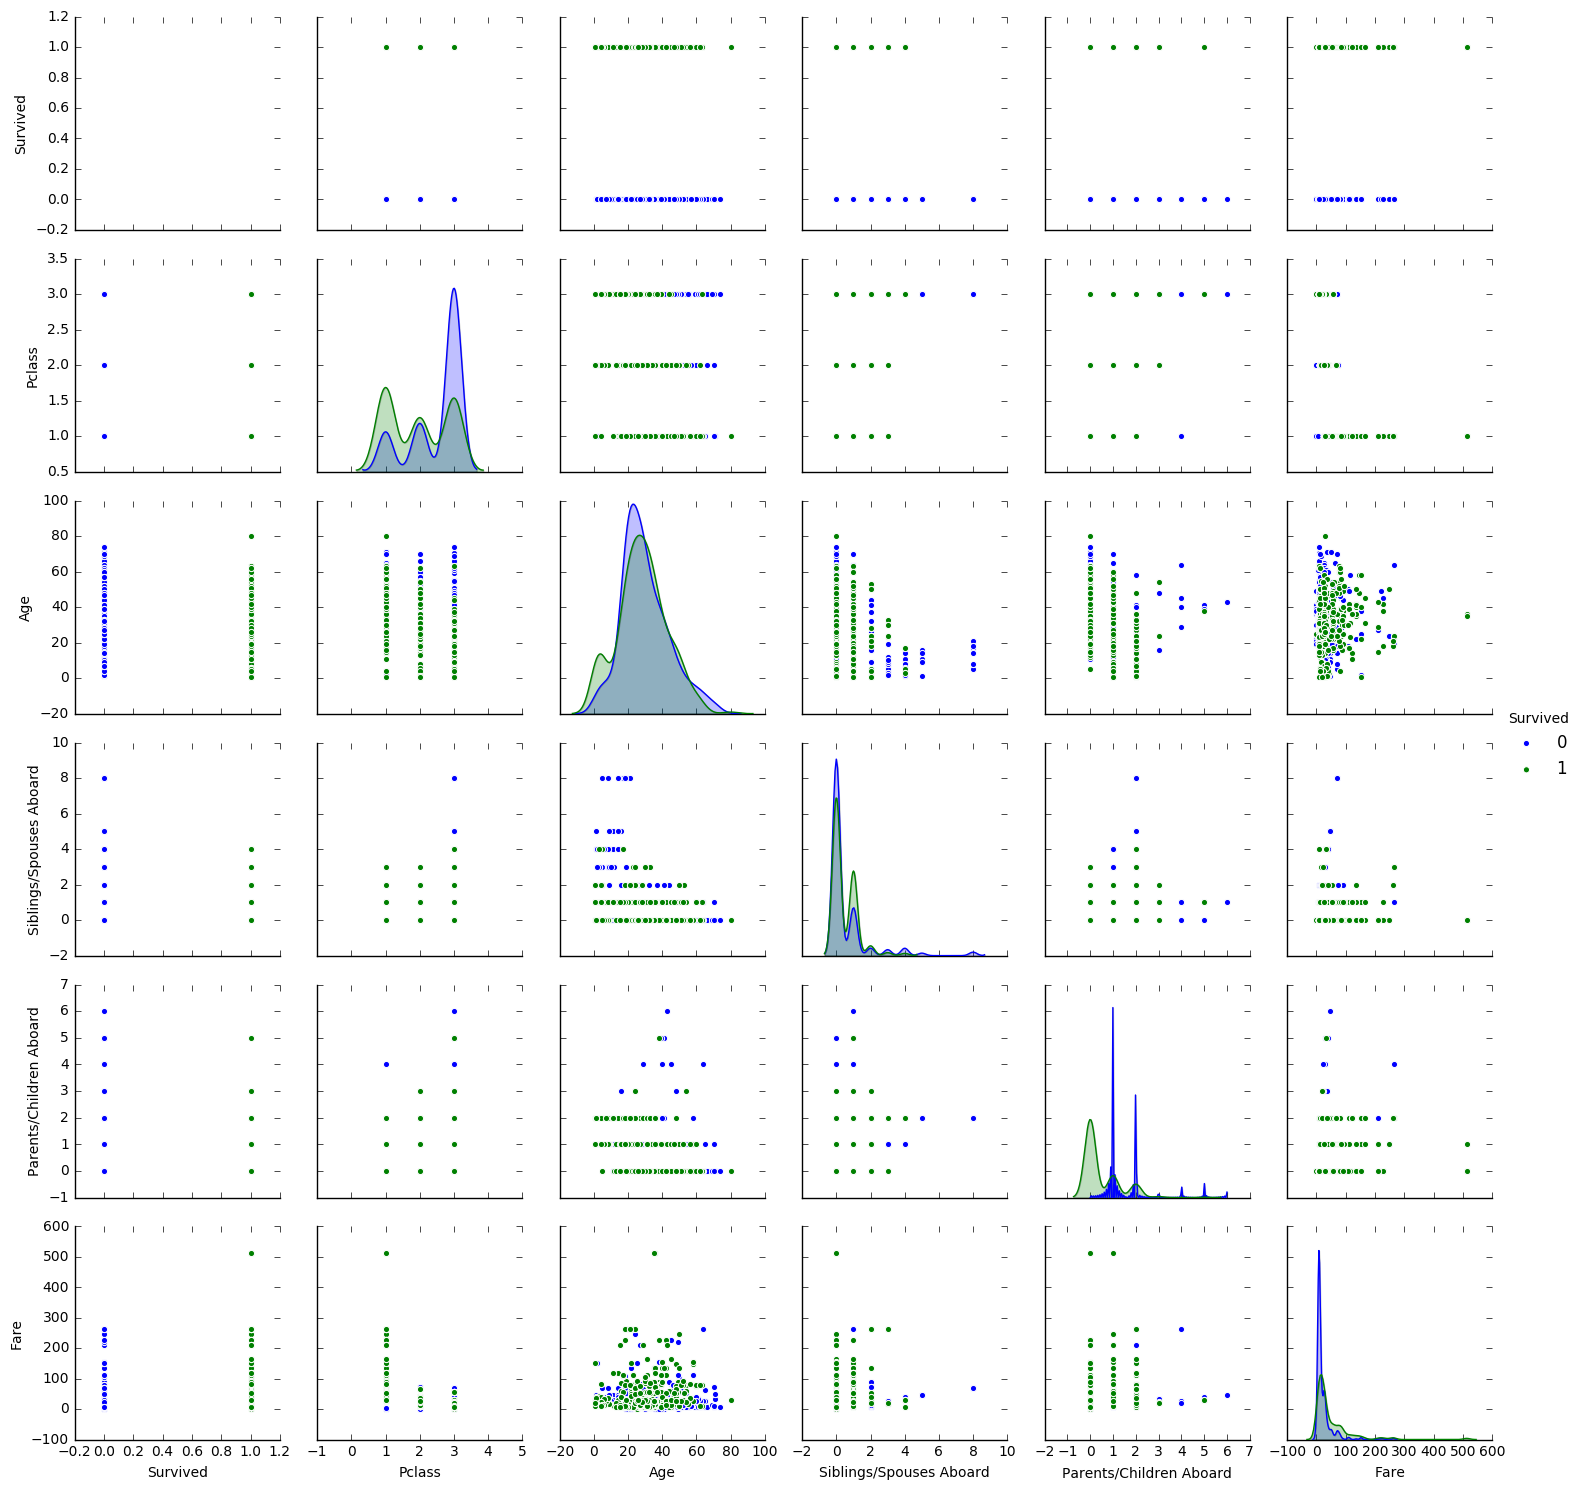 1.2
1.0
0.8
0.6
0.4
0.2
0.0
−0.2
Survived
3.5
3.0
2.5
2.0
1.5
1.0
0.5
Pclass
100
80
60
40
20
0
−20
Age
Survived
0
1
10
8
6
4
2
0
−2
Siblings/Spouses Aboard
7
6
5
4
3
2
1
0
−1
Parents/Children Aboard
600
500
400
300
200
100
0
−100
Fare
−0.2 0.0 0.2 0.4 0.6 0.8 1.0 1.2
Survived
−1 0 1 2 3 4 5
Pclass
−20 0 20 40 60 80 100
Age
−2 0 2 4 6 8 10
Siblings/Spouses Aboard
−2 −1 0 1 2 3 4 5 6 7
Parents/Children Aboard
−100 0 100 200 300 400 500 600
Fare